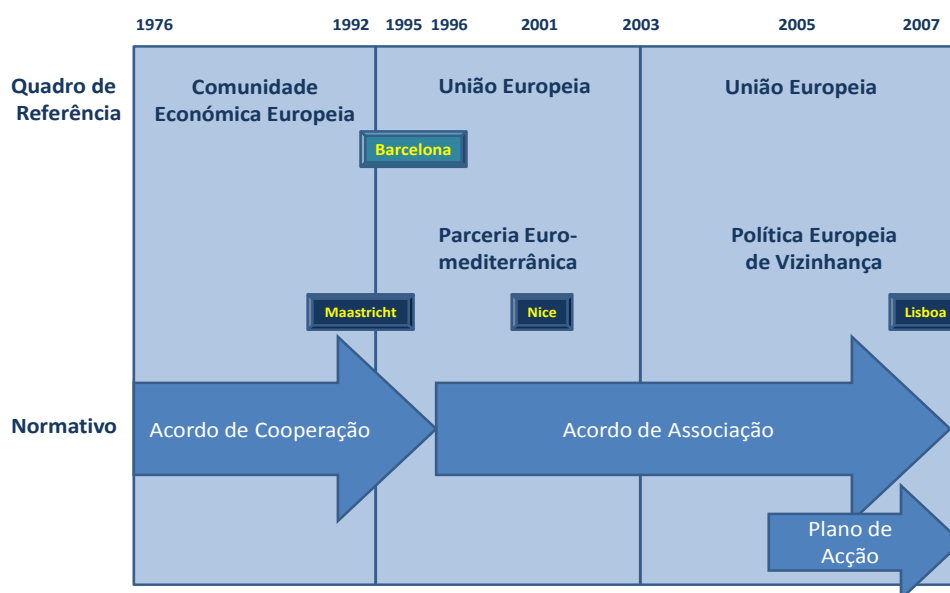 1976 1992 1995 1996 2001 2003 2005 2007
Quadro de
Referência
Comunidade
Económica Europeia
União Europeia
União Europeia
Barcelona
Parceria Euro-
mediterrânica
Política Europeia
de Vizinhança
Maastricht
Nice
Lisboa
Normativo
Acordo de Cooperação
Acordo de Associação
Plano de
Acção